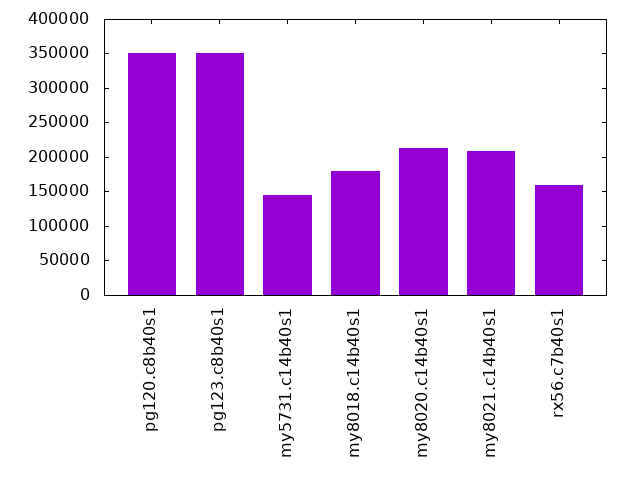 400000
350000
300000
250000
200000
150000
100000
50000
0
pg120.c8b40s1
pg123.c8b40s1
my5731.c14b40s1
my8018.c14b40s1
my8020.c14b40s1
my8021.c14b40s1
rx56.c7b40s1